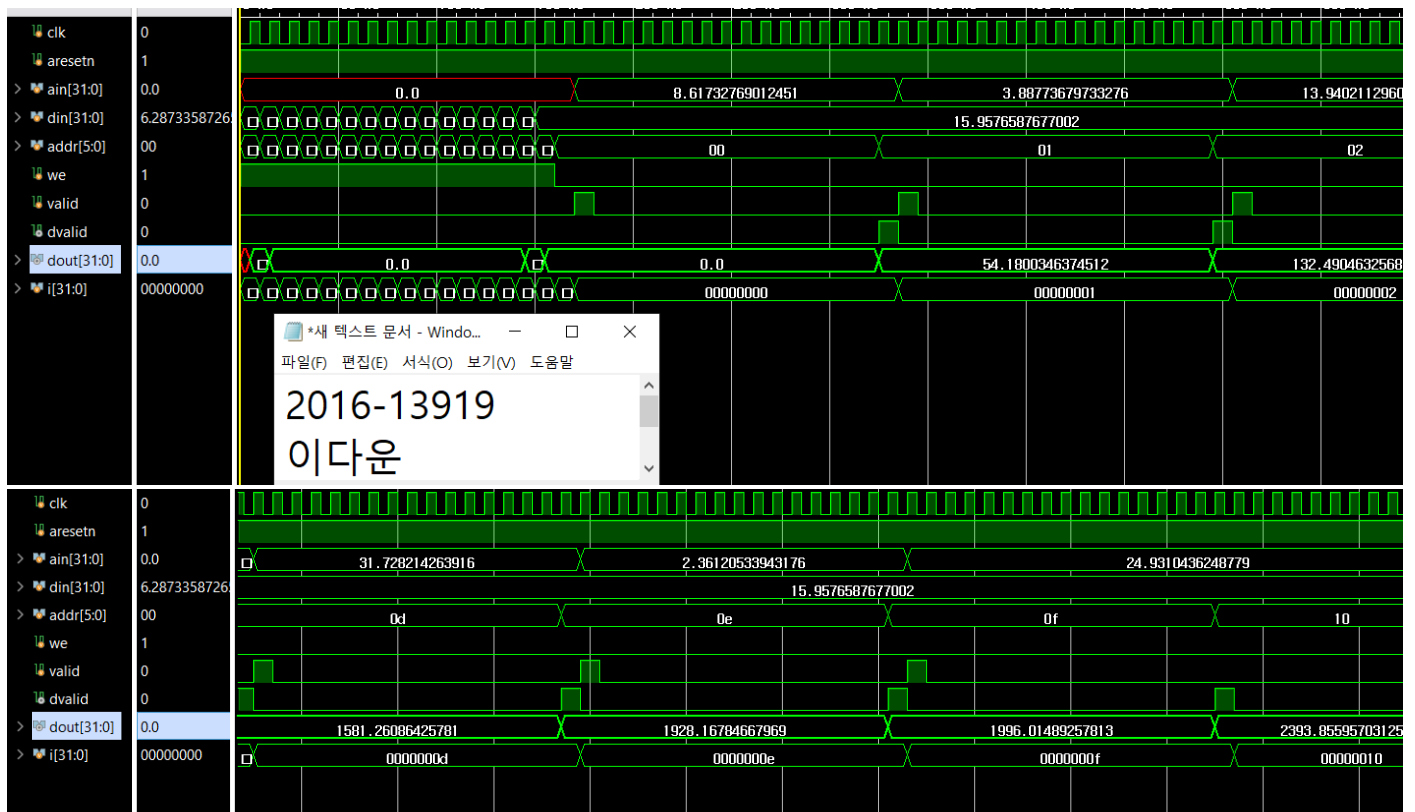 clk 0
aresetn 1
ain[31:0] 0.0 0.0 8.61732769012451 3.88773679733276 13.9402112960
din[31:0] 6.2873358726 15.9576587677002
addr[5:0] 00 00 01 02
we 1
valid 0
dvalid 0
dout[31:0] 0.0 0.0 0.0 54.1800346374512 132.4904632568
i[31:0] 00000000 00000000 00000001 00000002
*새 텍스트 문서 - Windo...
파일(F) 편집(E) 서식(O) 보기(V) 도움말
2016-13919
이다운
clk 0
aresetn 1
ain[31:0] 0.0 31.728214263916 2.36120533943176 24.9310436248779
din[31:0] 6.2873358726 15.9576587677002
addr[5:0] 00 0d 0e 0f 10
we 1
valid 0
dvalid 0
dout[31:0] 0.0 1581.26086425781 1928.16784667969 1996.01489257813 2393.85595703125
i[31:0] 00000000 0000000d 0000000e 0000000f 00000010